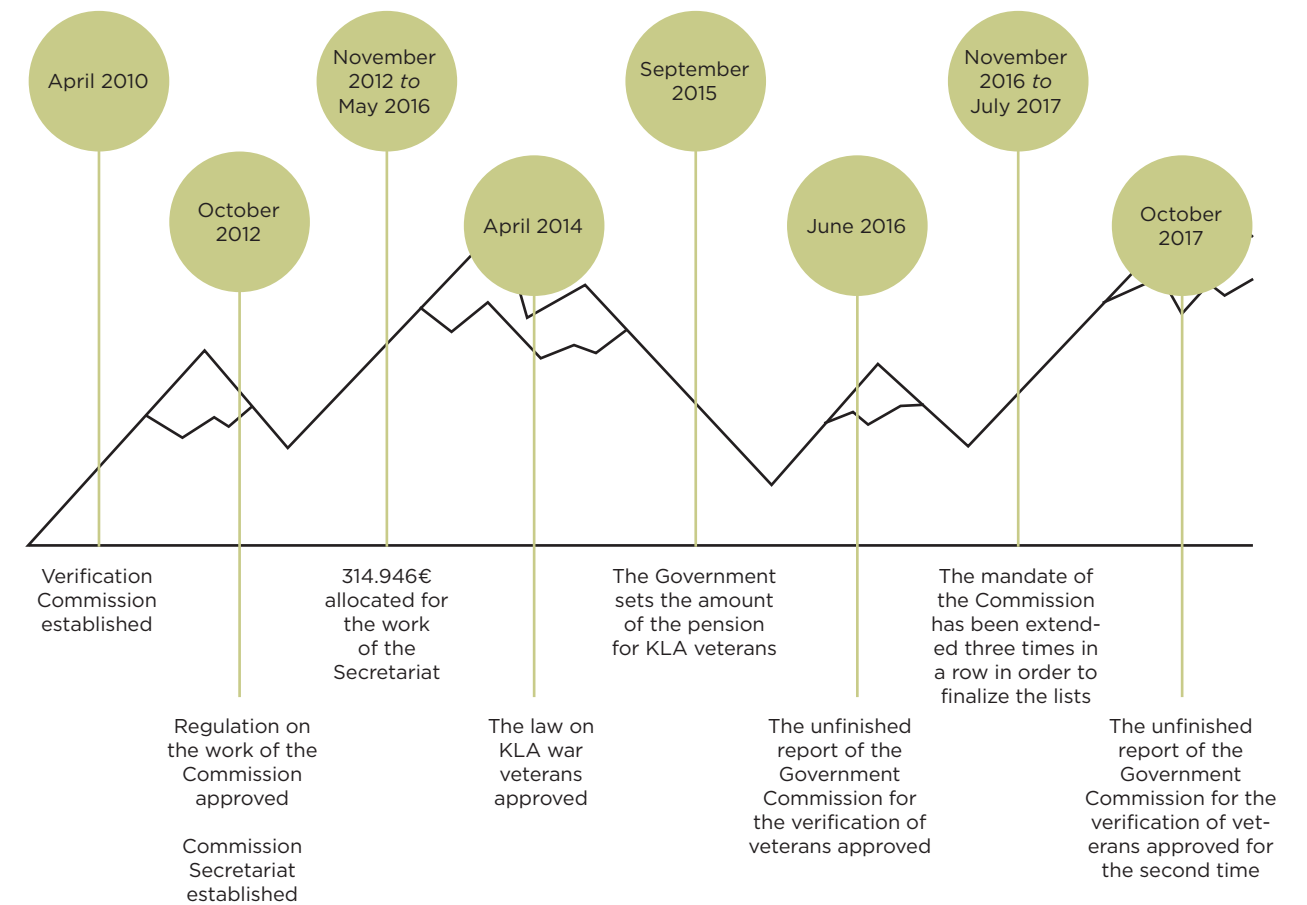 April 2010
November
2012 to
May 2016
September
2015
November
2016 to
July 2017
October
2012
April 2014
June 2016
October
2017
Verification
Commission
established
314.946€
allocated for
the work
of the
Secretariat
The Government
sets the amount
of the pension
for KLA veterans
The mandate of
the Commission
has been extend-
ed three times in
a row in order to
finalize the lists
Regulation on
the work of the
Commission
approved
Commission
Secretariat
established
The law on
KLA war
veterans
approved
The unfinished
report of the
Government
Commission for
the verification of
veterans approved
The unfinished
report of the
Government
Commission for the
verification of vet-
erans approved for
the second time